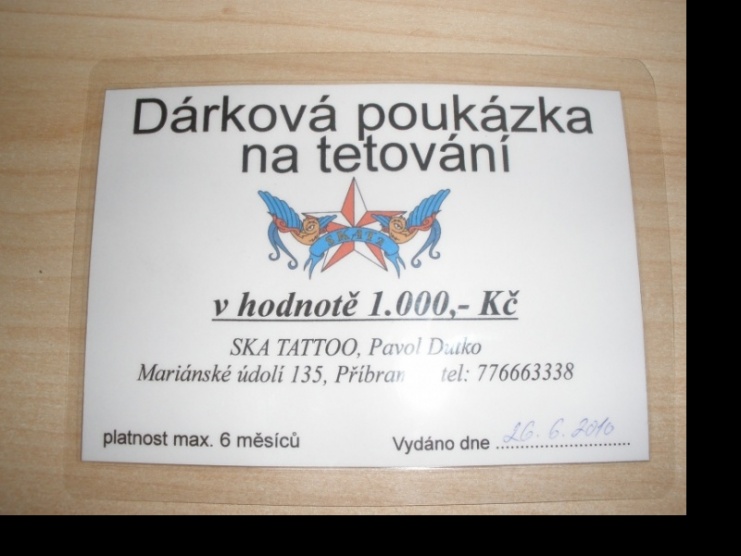 Dárková poukázka
na tetování
v hodnotě 1.000,- Kč
SKA TATTOO, Pavol Dutko
Mariánské údolí 135, Příbram tel: 776663338
platnost max. 6 měsíců
Vydáno dne 26. 6. 2010